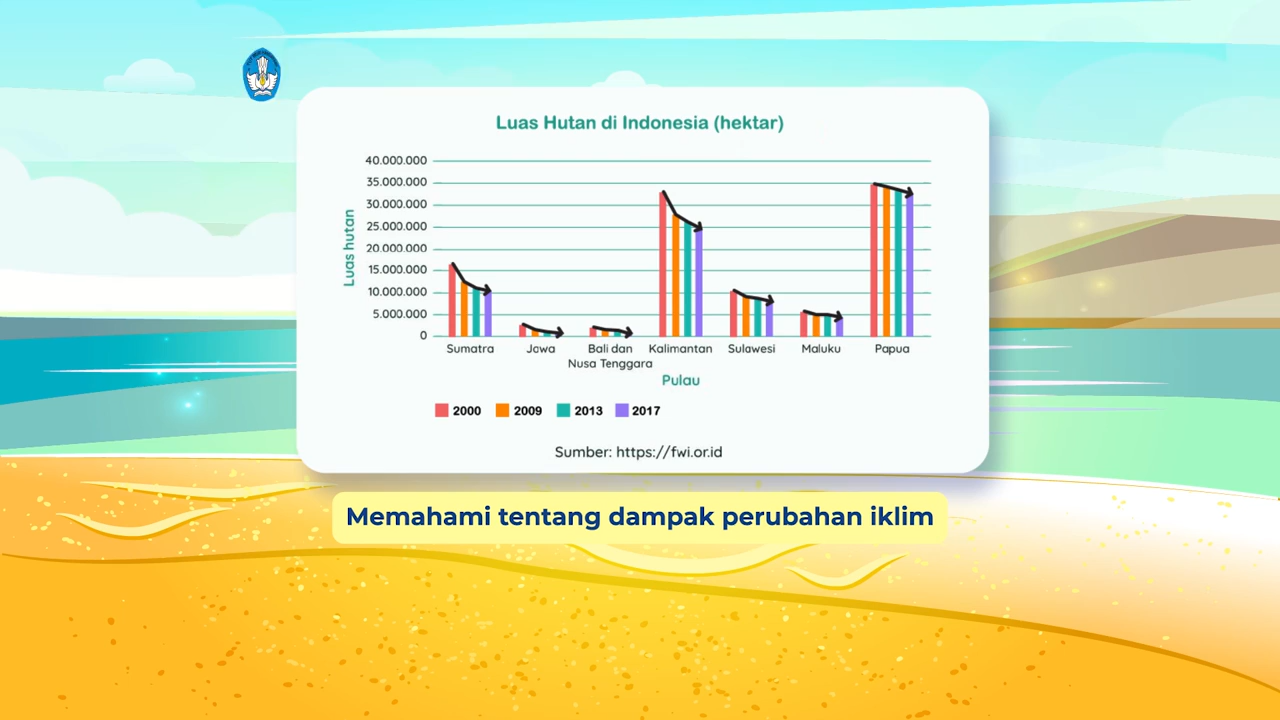 Luas Hutan di Indonesia (hektar)
Luas hutan
40.000.000
35.000.000
30.000.000
25.000.000
20.000.000
15.000.000
10.000.000
5.000.000
0
Sumatra
Jawa
Bali dan
Nusa Tenggara
Kalimantan
Sulawesi
Maluku
Papua
Pulau
2000 2009 2013 2017
Sumber: https://fwi.or.id
Memahami tentang dampak perubahan iklim